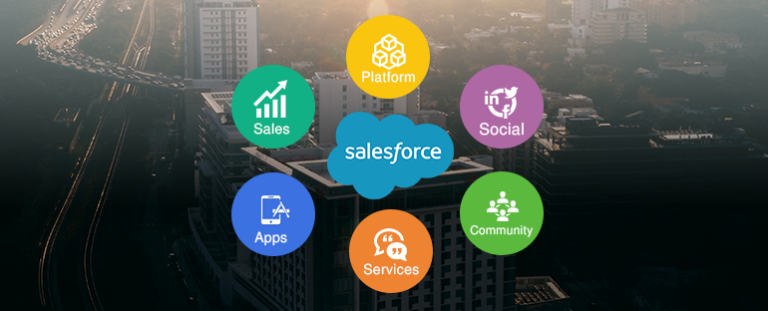 Platform
Sales
Social
salesforce
Apps
Community
Services